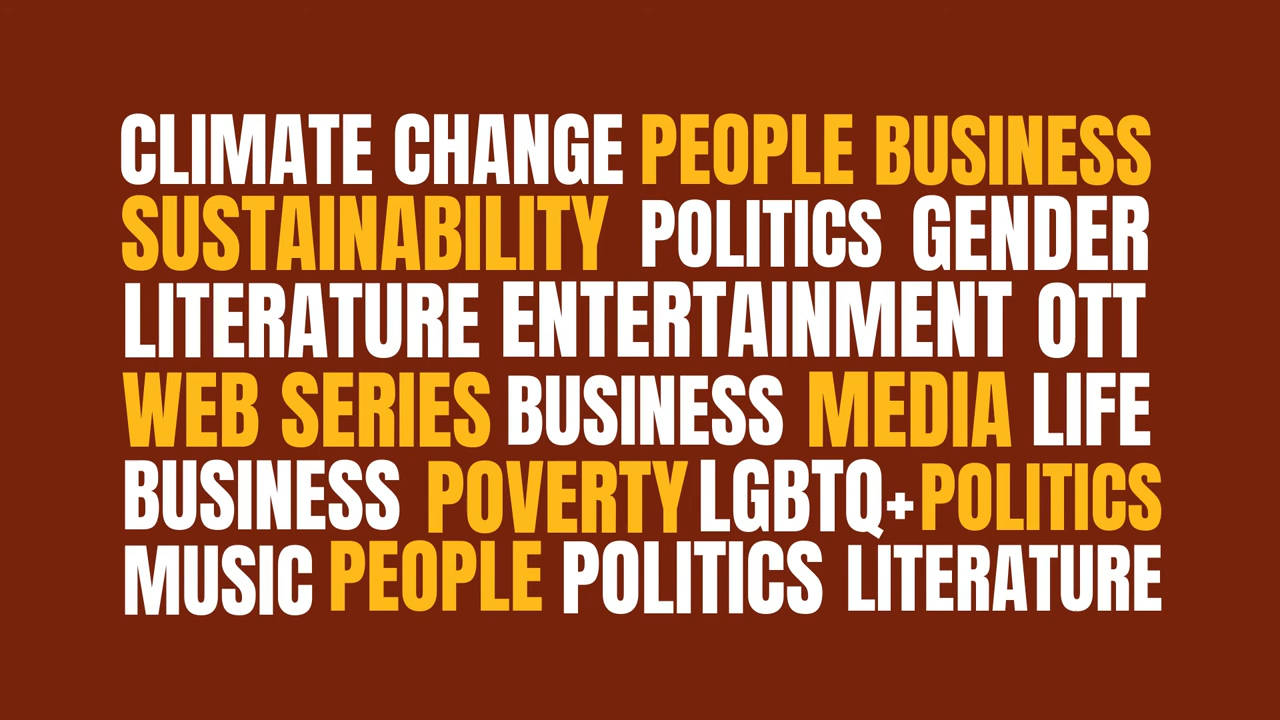 CLIMATE CHANGE PEOPLE BUSINESS
SUSTAINABILITY POLITICS GENDER
LITERATURE ENTERTAINMENT OTT
WEB SERIES BUSINESS MEDIA LIFE
BUSINESS POVERTY LGBTQ+ POLITICS
MUSIC PEOPLE POLITICS LITERATURE